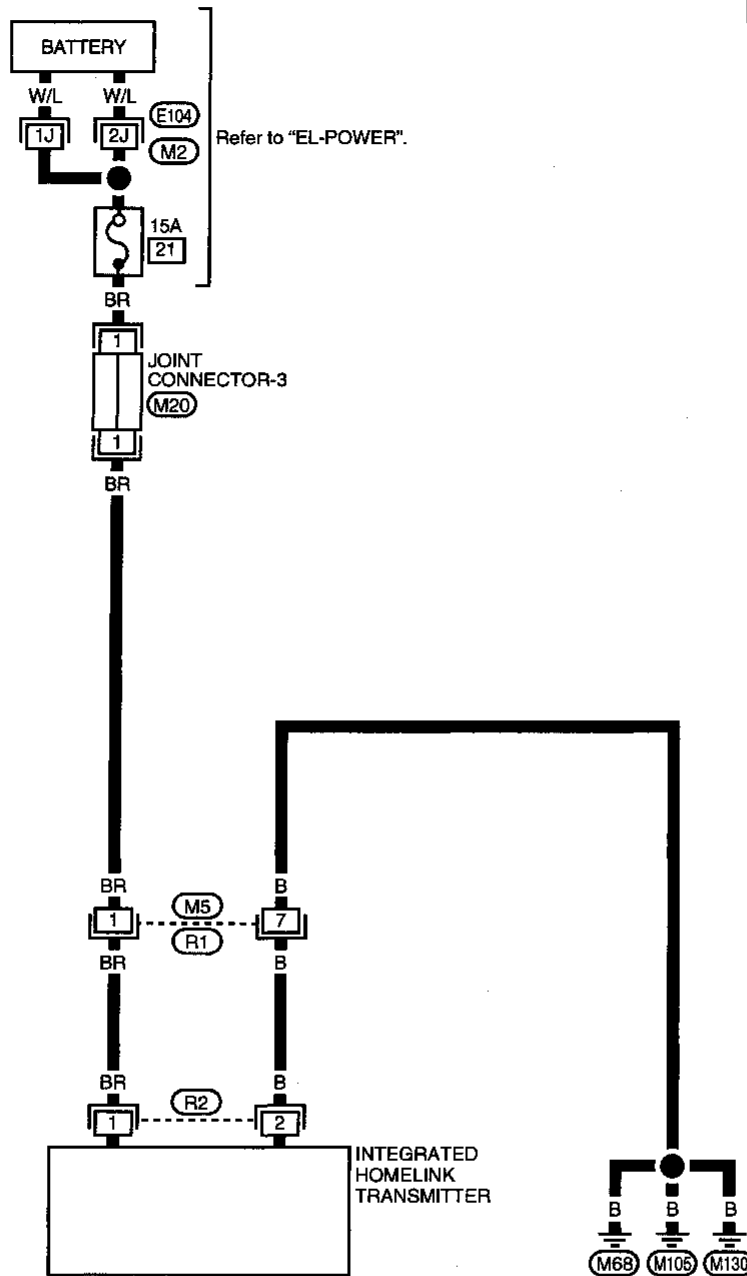 BATTERY
W/L W/L
1J 2J E104
M2
Refer to "EL-POWER".
15A
21
BR
1
JOINT
CONNECTOR-3
M20
1
BR
BR B
1 M5 7
R1
BR B
BR B
1 R2 2
INTEGRATED
HOMELINK
TRANSMITTER
B B B
M68 M105 M130